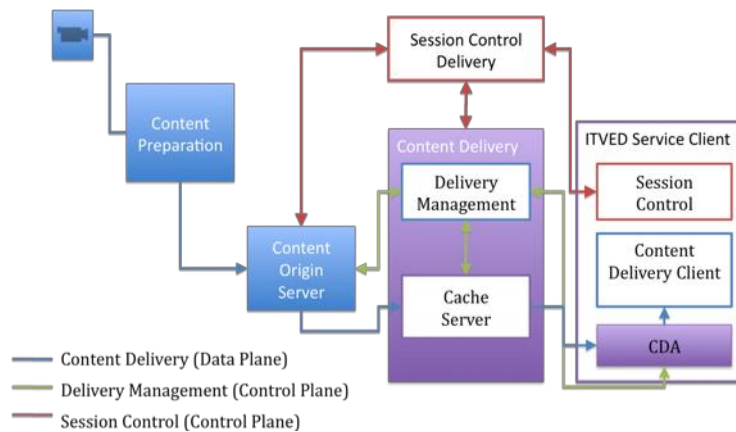 Session Control
Delivery
Content
Preparation
Content Delivery
ITVED Service Client
Delivery
Management
Session
Control
Content
Origin
Server
Content
Delivery Client
Cache
Server
CDA
Content Delivery (Data Plane)
Delivery Management (Control Plane)
Session Control (Control Plane)